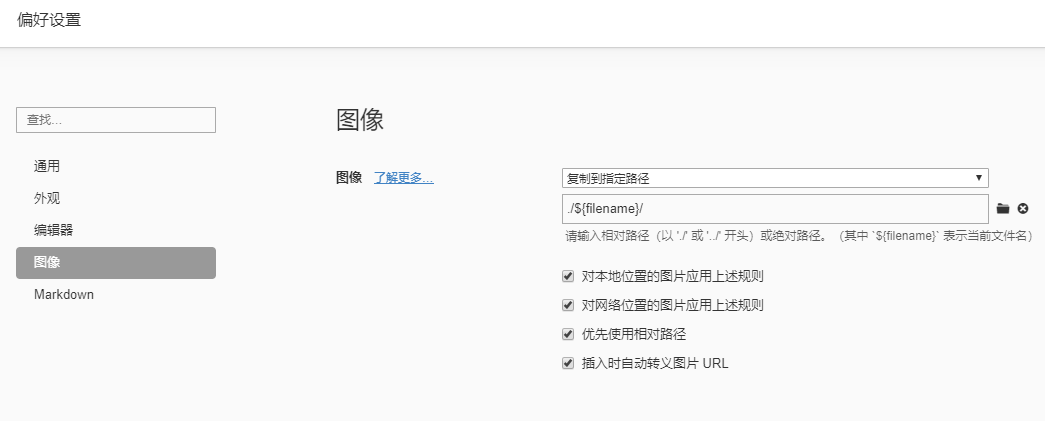 偏好设置
查找...
通用
外观
编辑器
图像
Markdown
图像
图像 了解更多...
复制到指定路径
./${filename}/
请输入相对路径（以 './' 或 '../' 开头）或绝对路径。（其中 `${filename}` 表示当前文件名）
对本地位置的图片应用上述规则
对网络位置的图片应用上述规则
优先使用相对路径
插入时自动转义图片 URL